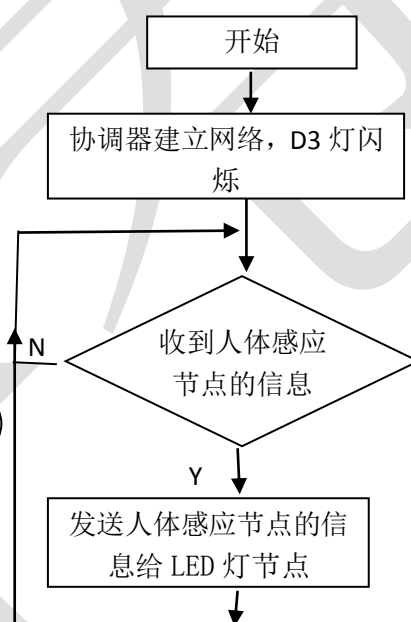 开始
协调器建立网络，D3 灯闪
烁
N
收到人体感应
节点的信息
Y
发送人体感应节点的信
息给 LED 灯节点